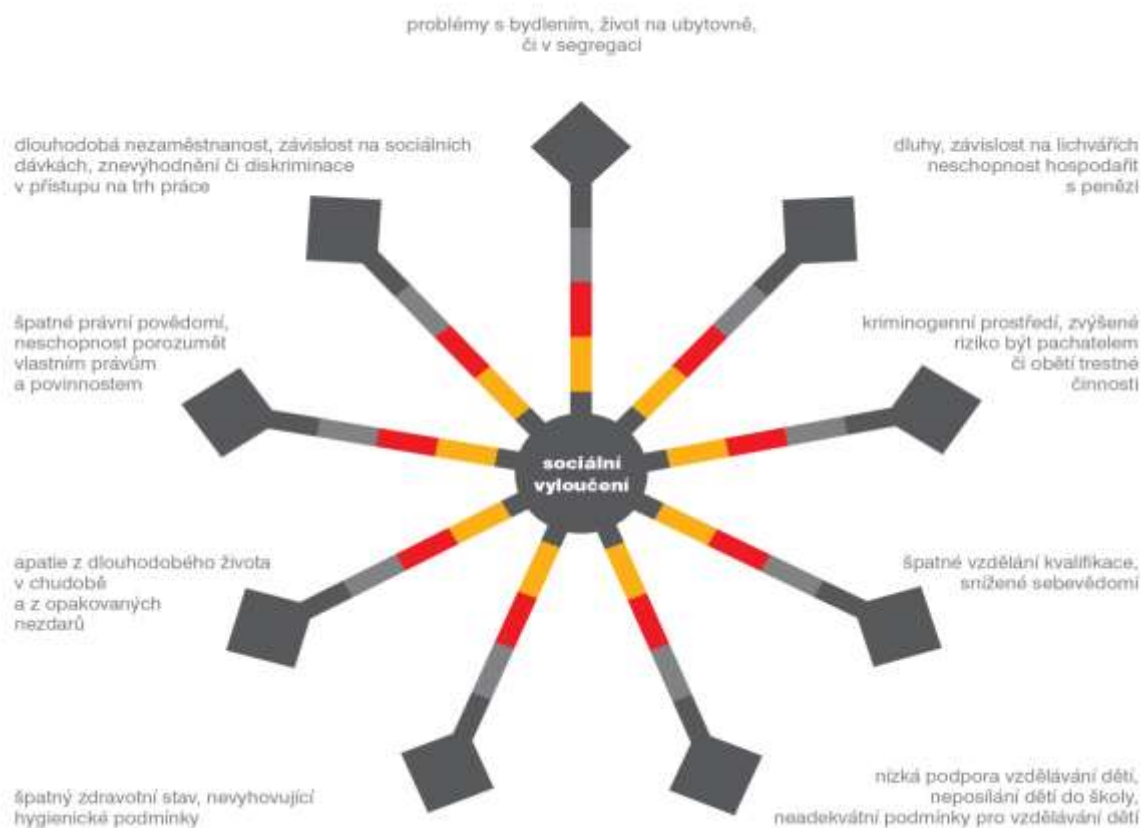 problémy s bydlením, život na ubytovně,
či v segregaci
dlouhodobá nezaměstnanost, závislost na sociálních
dávkách, znevýhodnění či diskriminace
v přístupu na trh práce
dluhy, závislost na lichvářích
neschopnost hospodařit
s penězi
špatné právní povědomí,
neschopnost porozumět
vlastním právům
a povinnostem
kriminogenní prostředí, zvýšené
riziko být pachatelem
či obětí trestné
činnosti
sociální
vyloučení
apatie z dlouhodobého života
v chudobě
a z opakovaných
nezdarů
špatné vzdělání kvalifikace,
snížené sebevědomí
špatný zdravotní stav, nevyhovující
hygienické podmínky
nízká podpora vzdělávání dětí,
neposílání dětí do školy,
neadekvátní podmínky pro vzdělávání dětí